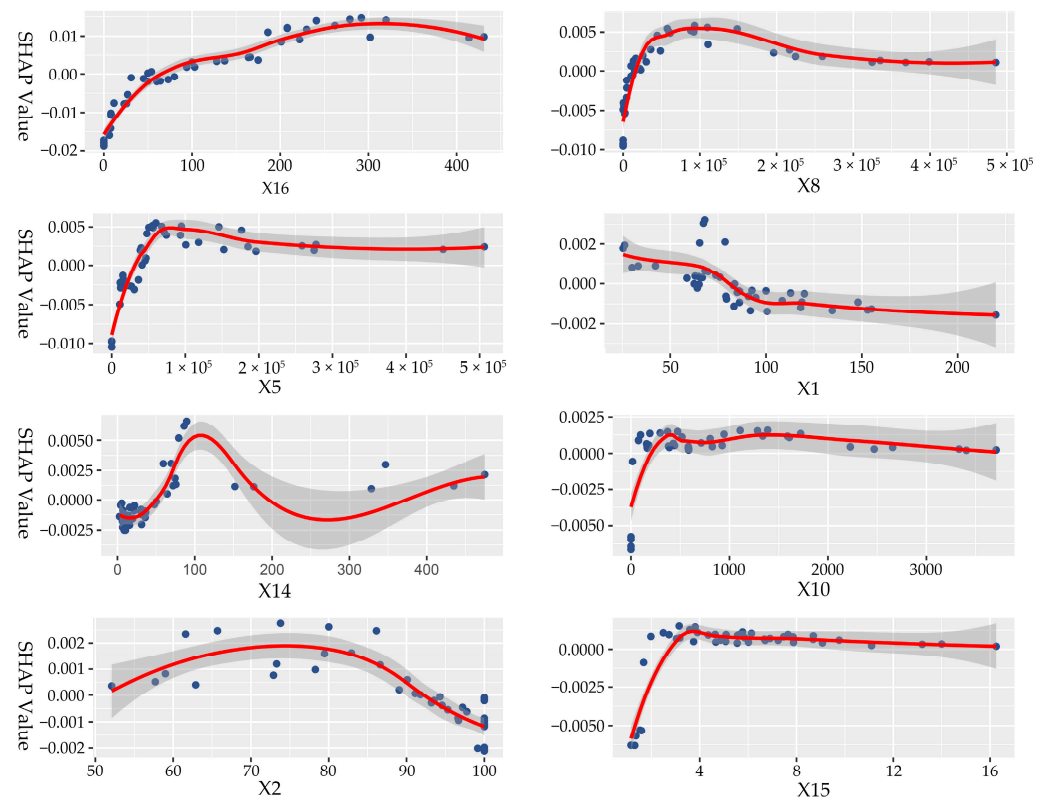 SHAP Value
0.01
0.00
−0.01
−0.02
0 100 200 300 400
X16
0.005
0.000
−0.005
−0.010
0 1 × 10⁵ 2 × 10⁵ 3 × 10⁵ 4 × 10⁵ 5 × 10⁵
X8
SHAP Value
0.005
0.000
−0.005
−0.010
0 1 × 10⁵ 2 × 10⁵ 3 × 10⁵ 4 × 10⁵ 5 × 10⁵
X5
0.002
0.000
−0.002
50 100 150 200
X1
SHAP Value
0.0050
0.0025
0.0000
−0.0025
0 100 200 300 400
X14
0.0025
0.0000
−0.0025
−0.0050
0 1000 2000 3000
X10
SHAP Value
0.002
0.001
0.000
−0.001
−0.002
50 60 70 80 90 100
X2
0.0000
−0.0025
−0.0050
4 8 12 16
X15